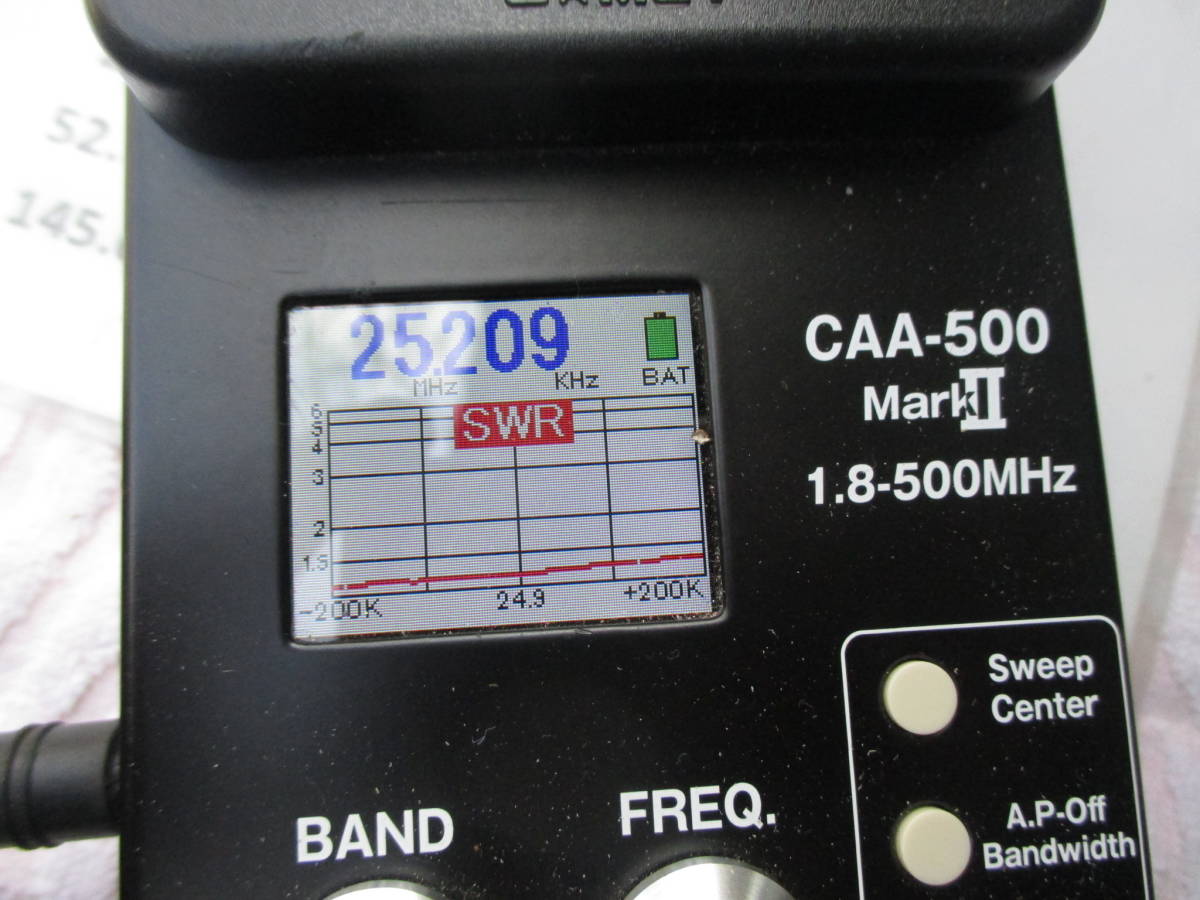 52.
145.
25.209
MHz
KHz
BAT
SWR
6
5
4
3
2
1.5
-200K
24.9
+200K
CAA-500
MarkII
1.8-500MHz
Sweep
Center
A.P-Off
Bandwidth
BAND
FREQ.